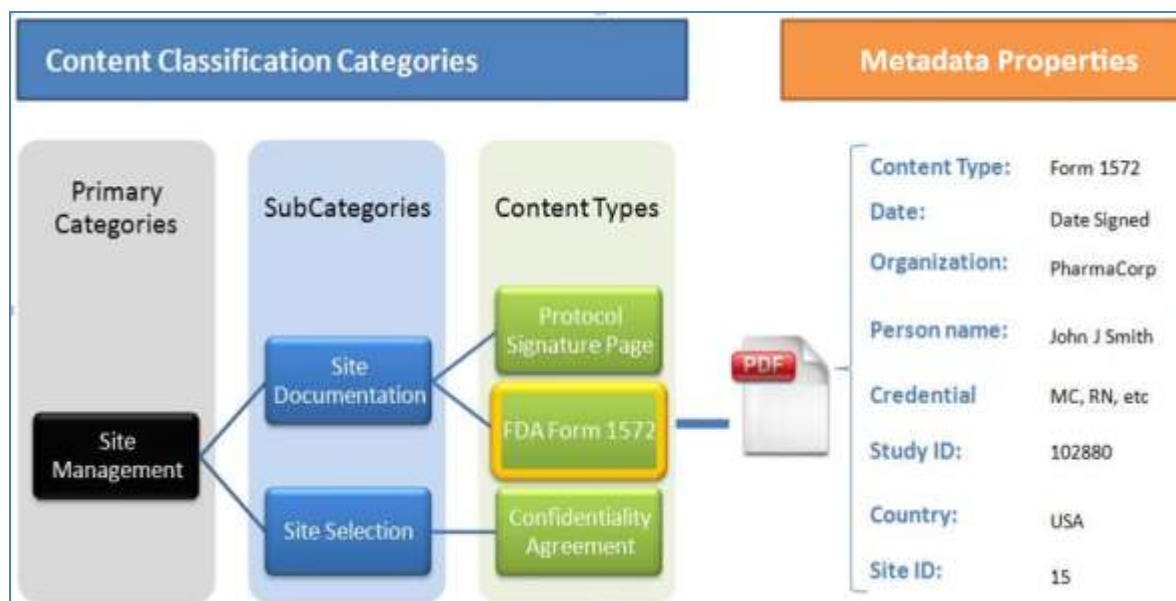 Content Classification Categories
Metadata Properties
Primary
Categories
SubCategories
Content Types
Site
Management
Site
Documentation
Site Selection
Protocol
Signature Page
FDA Form 1572
Confidentiality
Agreement
PDF
Content Type: Form 1572
Date: Date Signed
Organization: PharmaCorp
Person name: John J Smith
Credential MC, RN, etc
Study ID: 102880
Country: USA
Site ID: 15